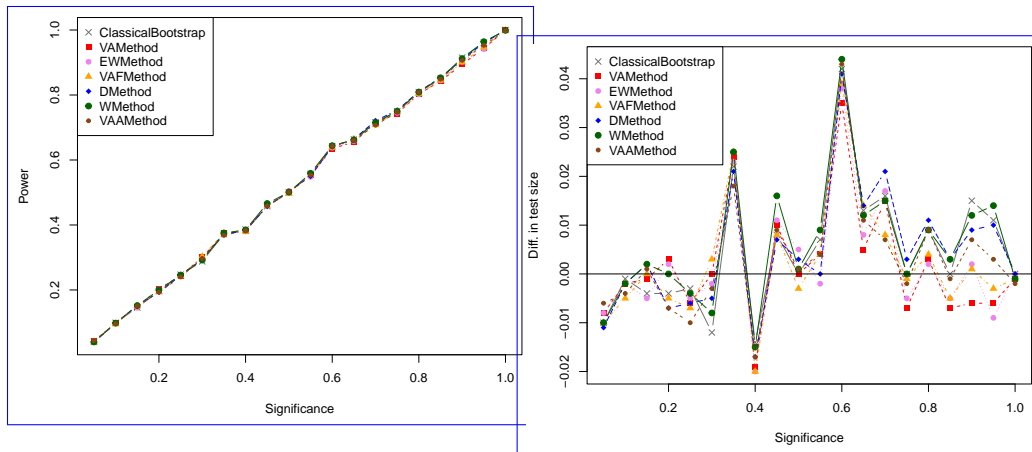 ClassicalBootstrap
VAMethod
EWMethod
VAFMethod
DMethod
WMethod
VAAMethod
Power
0.2
0.4
0.6
0.8
1.0
0.2
0.4
0.6
0.8
1.0
Significance
ClassicalBootstrap
VAMethod
EWMethod
VAFMethod
DMethod
WMethod
VAAMethod
Diff. in test size
−0.02
−0.01
0.00
0.01
0.02
0.03
0.04
0.2
0.4
0.6
0.8
1.0
Significance